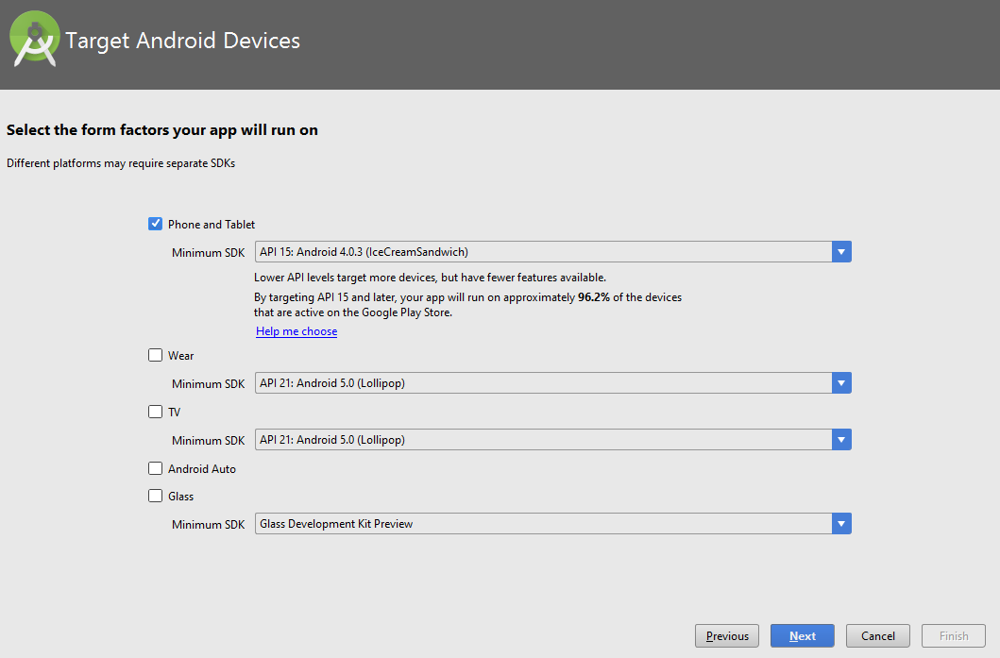 Target Android Devices
Select the form factors your app will run on
Different platforms may require separate SDKs
Phone and Tablet
Minimum SDK API 15: Android 4.0.3 (IceCreamSandwich)
Lower API levels target more devices, but have fewer features available.
By targeting API 15 and later, your app will run on approximately 96.2% of the devices
that are active on the Google Play Store.
Help me choose
Wear
Minimum SDK API 21: Android 5.0 (Lollipop)
TV
Minimum SDK API 21: Android 5.0 (Lollipop)
Android Auto
Glass
Minimum SDK Glass Development Kit Preview
Previous Next Cancel Finish